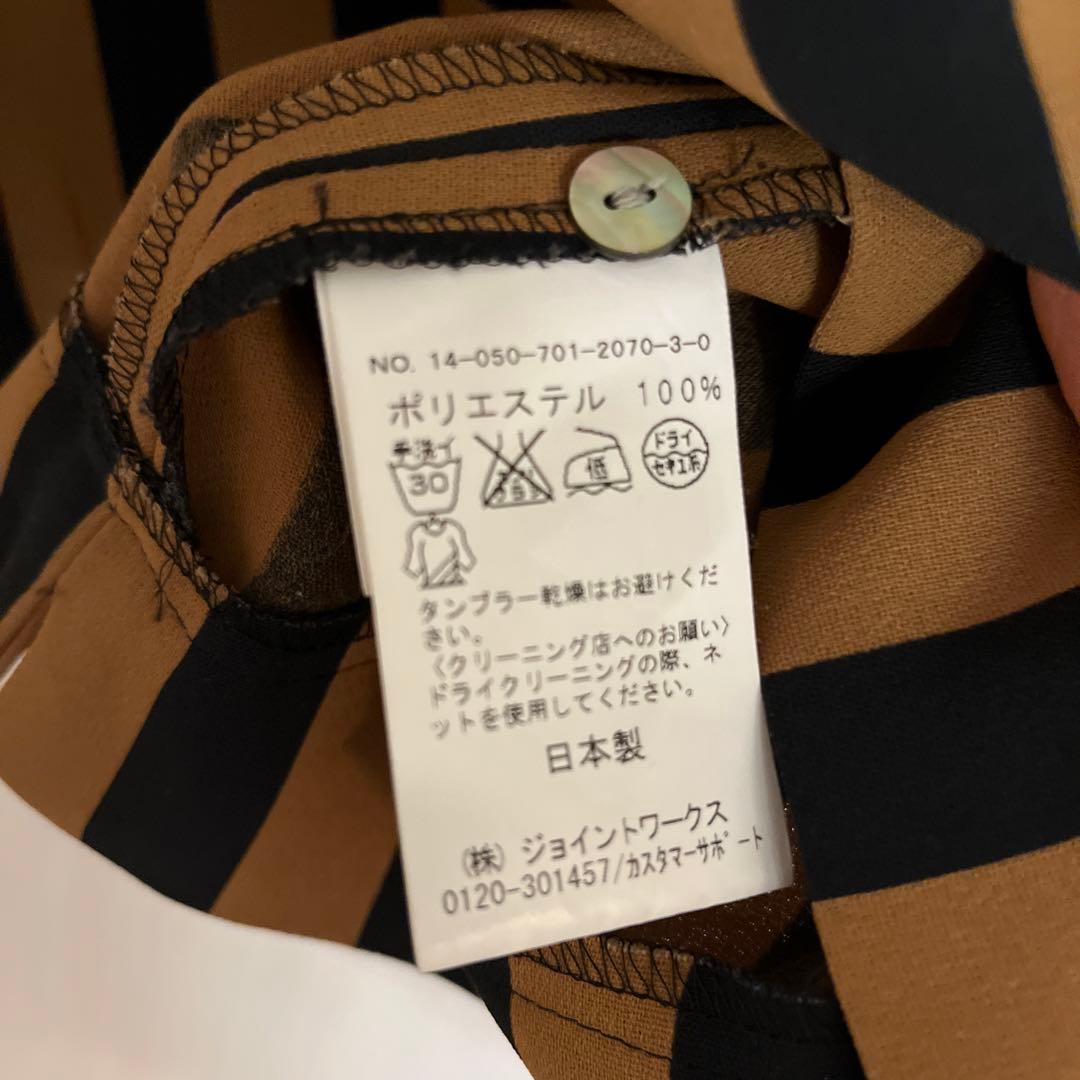 NO. 14-050-701-2070-3-0
ポリエステル 100%
手洗イ
30
低
ドライ
セキユ系
タンブラー乾燥はお避けくだ
さい。
〈クリーニング店へのお願い〉
ドライクリーニングの際、ネ
ットを使用してください。
日本製
(株) ジョイントワークス
0120-301457/カスタマーサポート